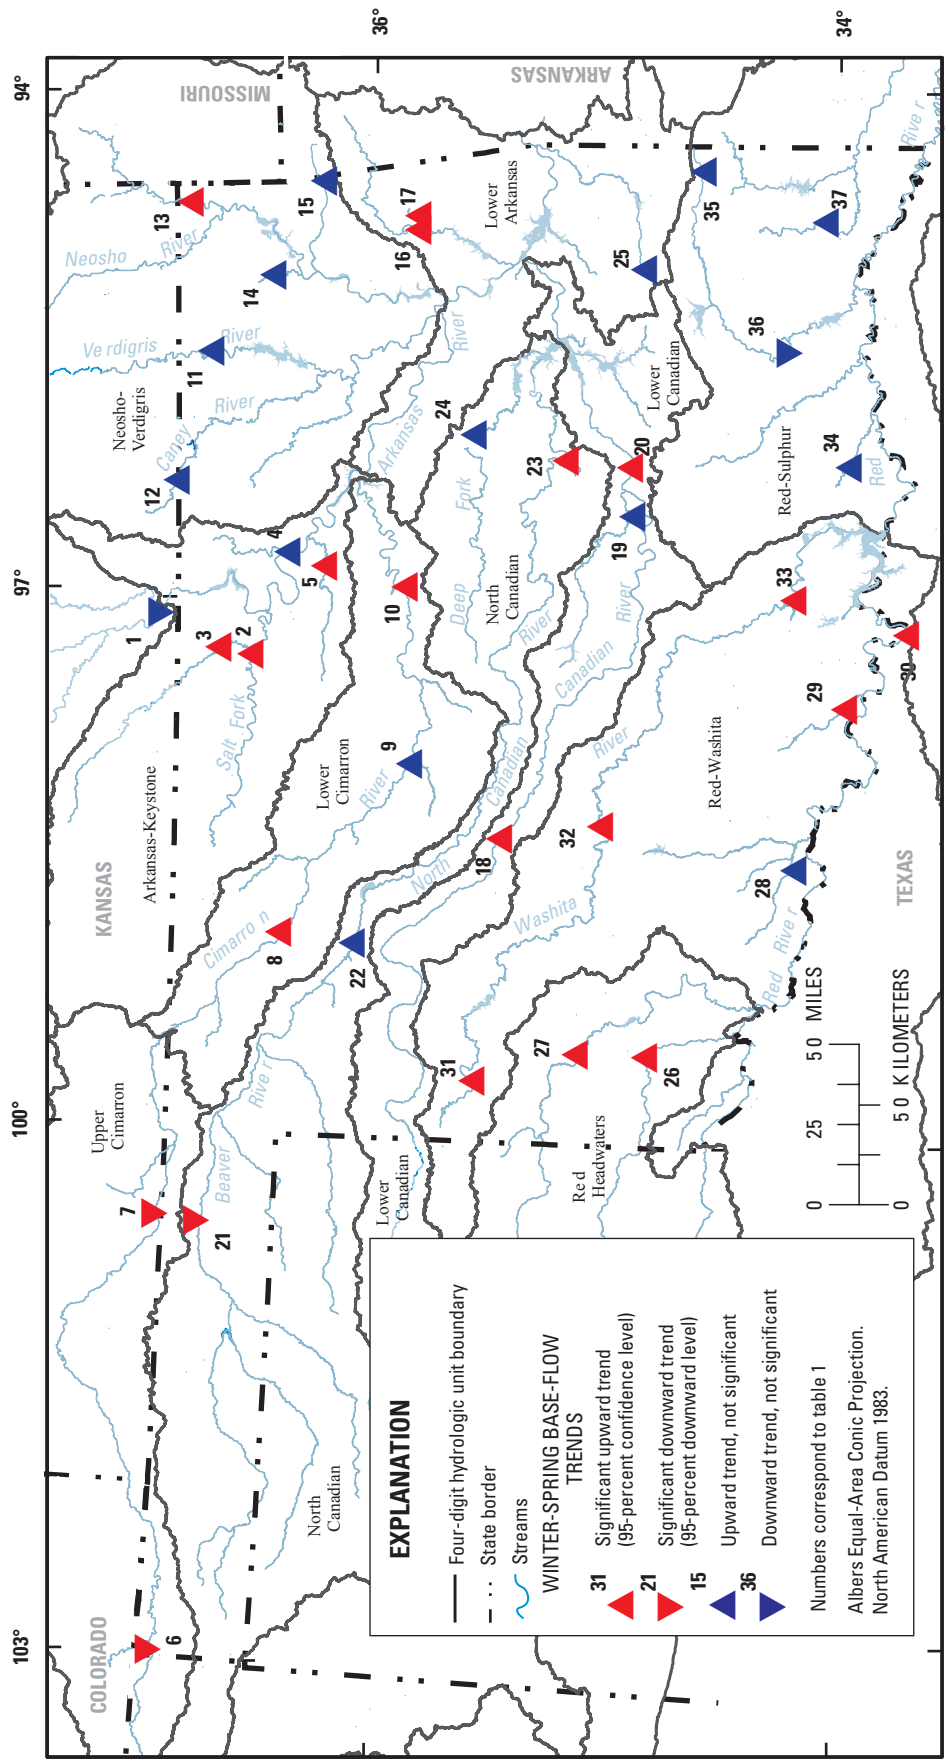 103°
100°
97°
94°
36°
34°
COLORADO
KANSAS
MISSOURI
ARKANSAS
TEXAS
Upper
Cimarron
Arkansas-Keystone
Neosho-
Verdigris
Lower
Cimarron
North
Canadian
Lower
Canadian
North
Canadian
Lower
Arkansas
Lower
Canadian
Red
Headwaters
Red-Washita
Red-Sulphur
Neosho
River
Verdigris
River
Caney
River
Salt Fork
Arkansas
River
Cimarron
River
Beaver
River
North
Canadian
River
Deep
Fork
Canadian
River
Washita
River
Red River
Red
River
1
2
3
4
5
6
7
8
9
10
11
12
13
14
15
16
17
18
19
20
21
22
23
24
25
26
27
28
29
30
31
32
33
34
35
36
37
EXPLANATION
Four-digit hydrologic unit boundary
State border
Streams
WINTER-SPRING BASE-FLOW
TRENDS
31
Significant upward trend
(95-percent confidence level)
21
Significant downward trend
(95-percent downward level)
15
Upward trend, not significant
36
Downward trend, not significant
Numbers correspond to table 1
Albers Equal-Area Conic Projection.
North American Datum 1983.
0 25 50 MILES
0 50 KILOMETERS